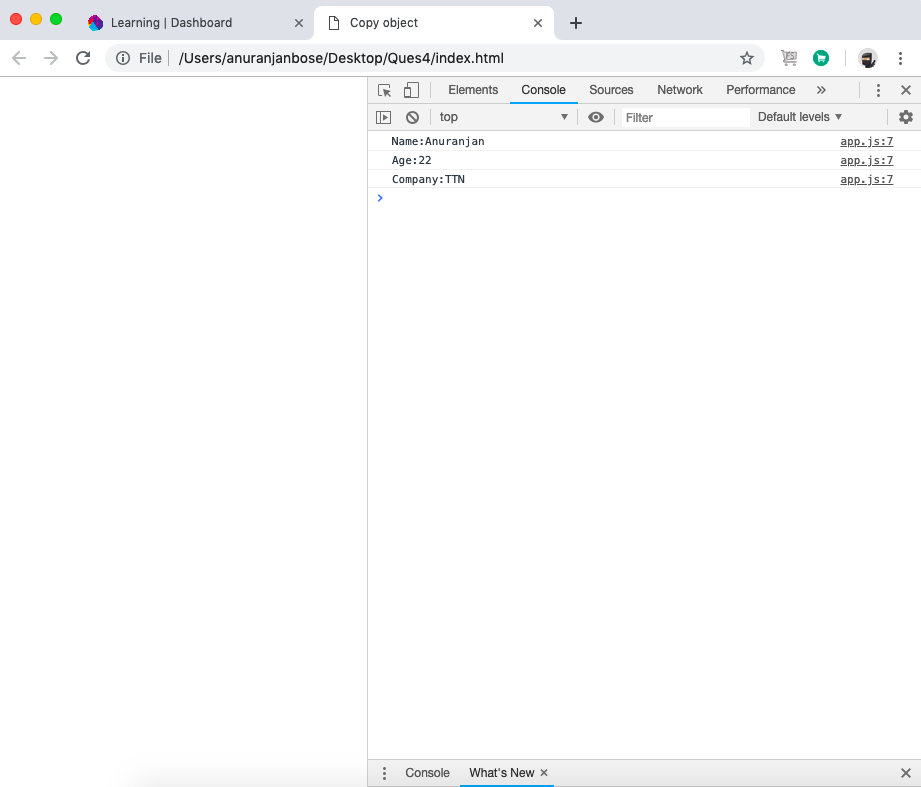 Learning | Dashboard
Copy object
File /Users/anuranjanbose/Desktop/Ques4/index.html
Elements Console Sources Network Performance
top Filter Default levels
Name:Anuranjan app.js:7
Age:22 app.js:7
Company:TTN app.js:7
Console What's New